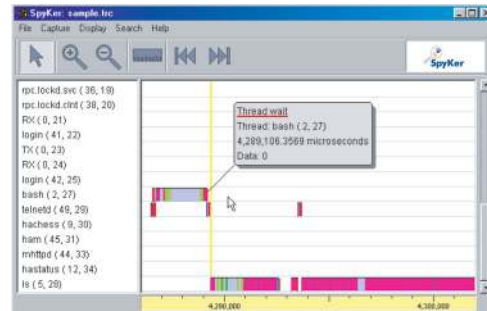 SpyKer: sample.trc
File Capture Display Search Help
SpyKer
rpc.lockd.svc ( 36, 19)
rpc.lockd.clnt ( 38, 20)
RX ( 0, 21)
login ( 41, 22)
TX ( 0, 23)
RX ( 0, 24)
login ( 42, 25)
bash ( 2, 27)
telnetd ( 49, 29)
hachess ( 9, 30)
ham ( 45, 31)
mhttpd ( 44, 33)
hastatus ( 12, 34)
ls ( 5, 28)
Thread wait
Thread: bash ( 2, 27)
4,289,106.3569 microseconds
Data: 0
4,290,000
4,300,000